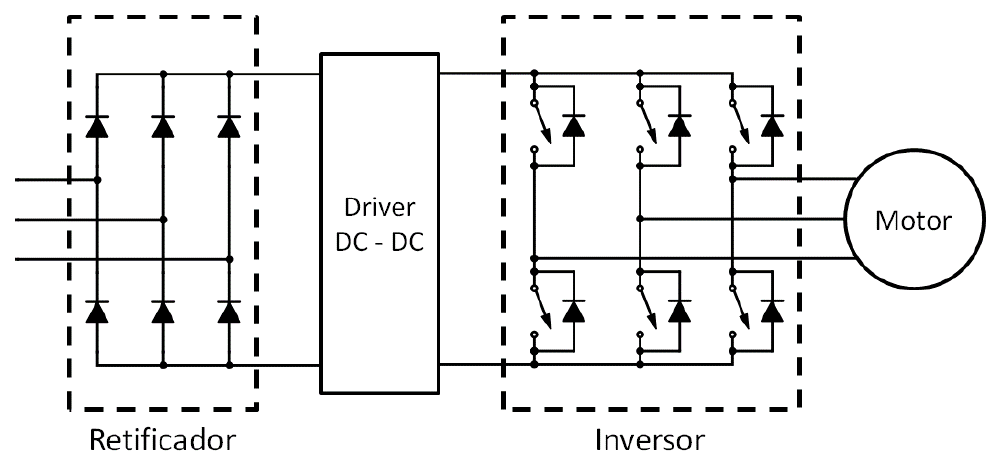 Driver
DC - DC
Motor
Retificador
Inversor